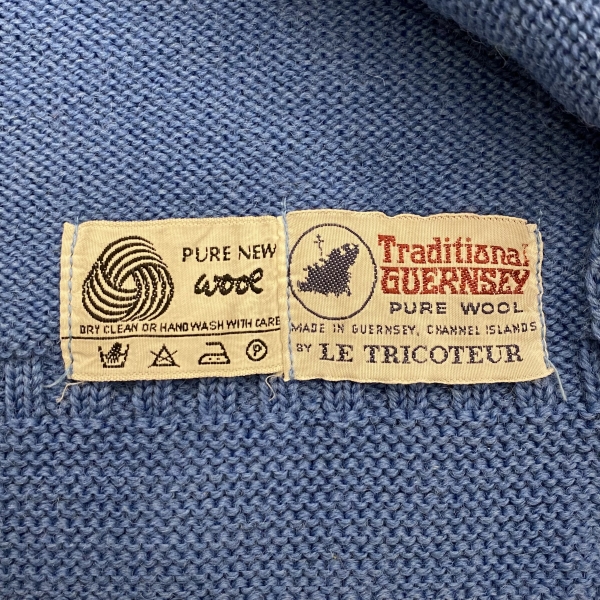 PURE NEW
wool
DRY CLEAN OR HAND WASH WITH CARE
P
Traditional
GUERNSEY
PURE WOOL
MADE IN GUERNSEY, CHANNEL ISLANDS
BY LE TRICOTEUR